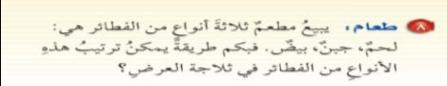 ٨ طعام، يبيعُ مطعمٌ ثلاثةَ أنواعٍ من الفطائر هي:
لحمٌ، جبنٌ، بيضٌ. فبكم طريقةٍ يمكنُ ترتيبُ هذهِ
الأنواعِ من الفطائر في ثلاجة العرضِ؟